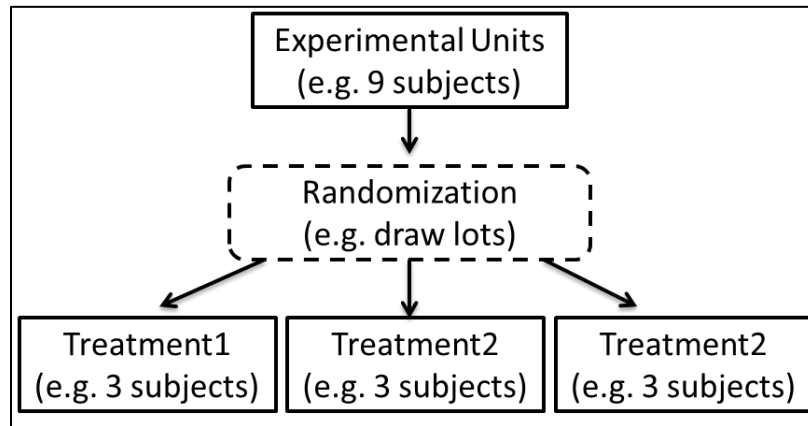 Experimental Units
(e.g. 9 subjects)
Randomization
(e.g. draw lots)
Treatment1
(e.g. 3 subjects)
Treatment2
(e.g. 3 subjects)
Treatment2
(e.g. 3 subjects)